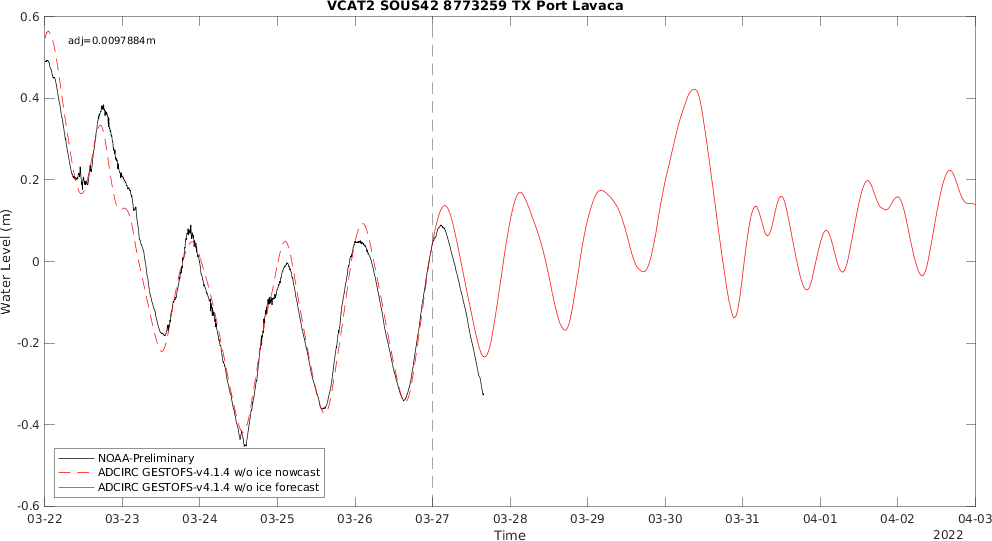 VCAT2 SOUS42 8773259 TX Port Lavaca
adj=0.0097884m
0.6
0.4
0.2
0
-0.2
-0.4
-0.6
Water Level (m)
NOAA-Preliminary
ADCIRC GESTOFS-v4.1.4 w/o ice nowcast
ADCIRC GESTOFS-v4.1.4 w/o ice forecast
03-22 03-23 03-24 03-25 03-26 03-27 03-28 03-29 03-30 03-31 04-01 04-02 04-03
Time
2022